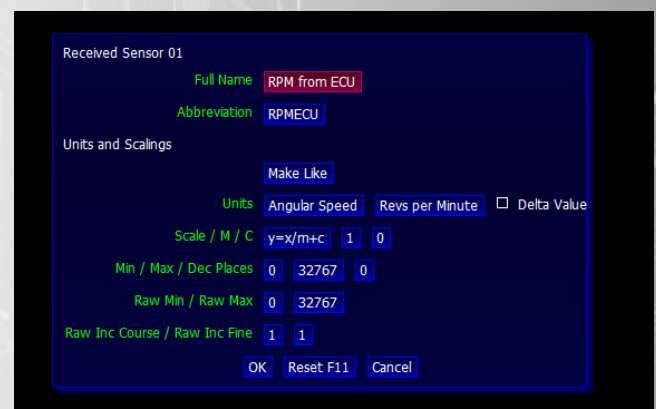 Received Sensor 01
Full Name RPM from ECU
Abbreviation RPMECU
Units and Scalings
Make Like
Units Angular Speed Revs per Minute Delta Value
Scale / M / C y=x/m+c 1 0
Min / Max / Dec Places 0 32767 0
Raw Min / Raw Max 0 32767
Raw Inc Course / Raw Inc Fine 1 1
OK Reset F11 Cancel